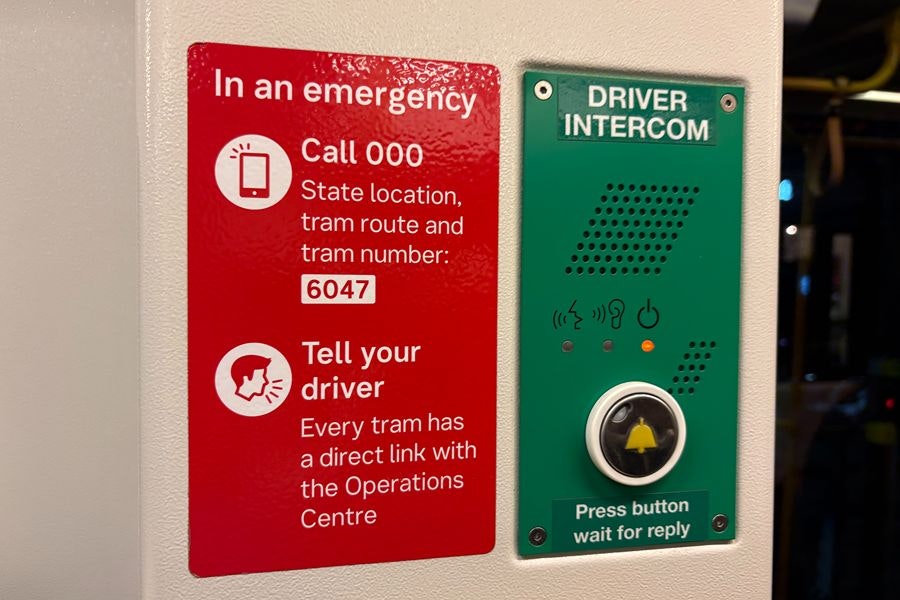 In an emergency
Call 000
State location,
tram route and
tram number:
6047
Tell your
driver
Every tram has
a direct link with
the Operations
Centre
DRIVER
INTERCOM
Press button
wait for reply